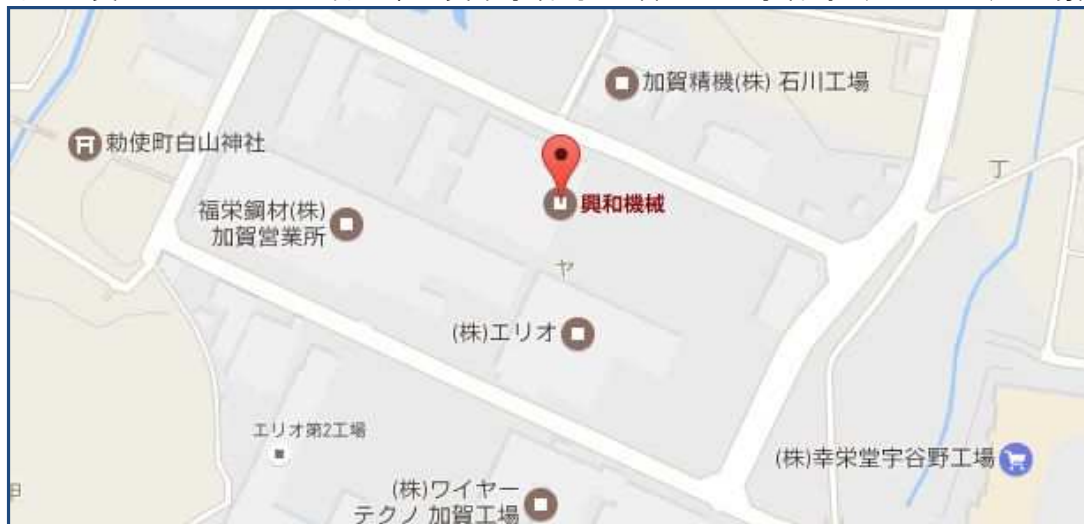 加賀精機(株) 石川工場
勅使町白山神社
興和機械
福栄鋼材(株)
加賀営業所
丁
ヤ
(株)エリオ
エリオ第2工場
(株)幸栄堂宇谷野工場
(株)ワイヤー
テクノ 加賀工場